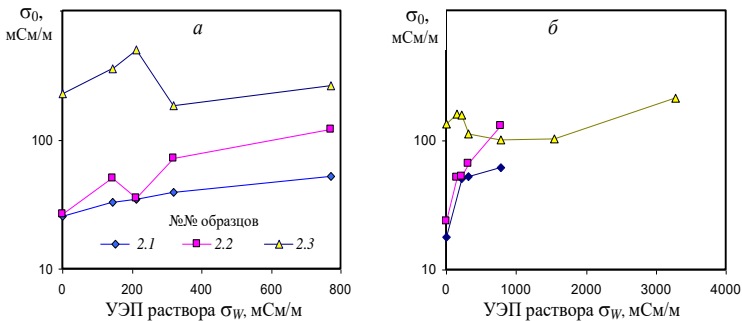 σ0,
мСм/м
а
100
10
0
200
400
600
800
№№ образцов
2.1
2.2
2.3
УЭП раствора σW, мСм/м
σ0,
мСм/м
б
100
10
0
1000
2000
3000
4000
УЭП раствора σW, мСм/м